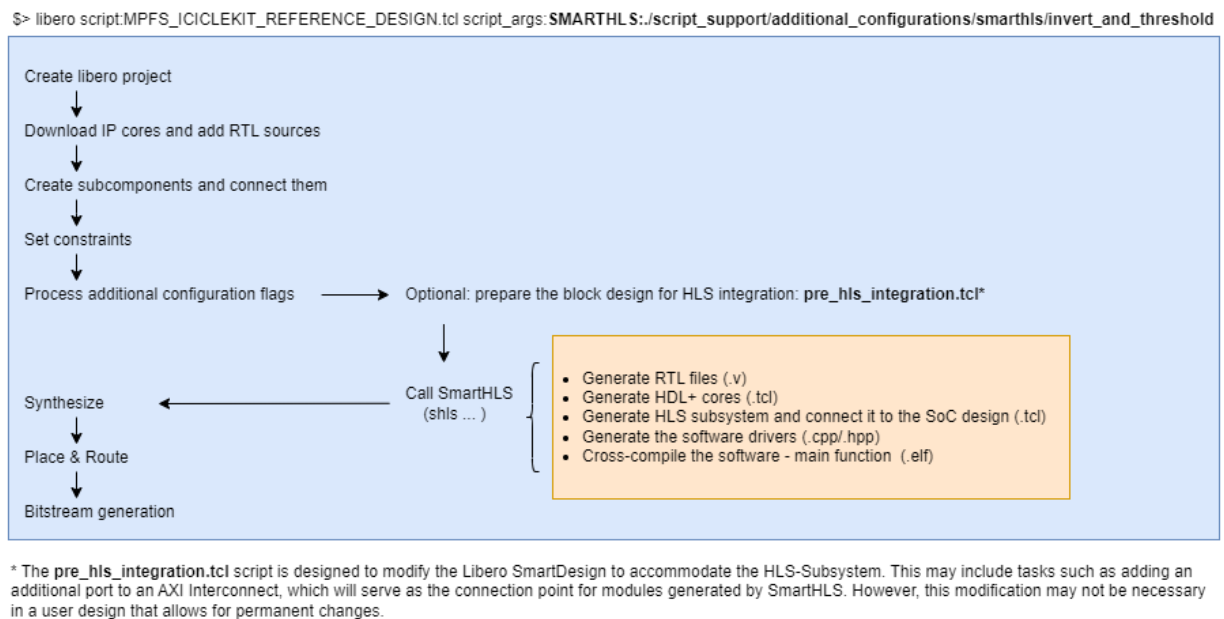 $> libero script:MPFS_ICICLEKIT_REFERENCE_DESIGN.tcl script_args:SMARTHLS:./script_support/additional_configurations/smarthls/invert_and_threshold
Create libero project
Download IP cores and add RTL sources
Create subcomponents and connect them
Set constraints
Process additional configuration flags
Optional: prepare the block design for HLS integration: pre_hls_integration.tcl*
Call SmartHLS
(shls ... )
• Generate RTL files (.v)
• Generate HDL+ cores (.tcl)
• Generate HLS subsystem and connect it to the SoC design (.tcl)
• Generate the software drivers (.cpp/.hpp)
• Cross-compile the software - main function (.elf)
Synthesize
Place & Route
Bitstream generation
* The pre_hls_integration.tcl script is designed to modify the Libero SmartDesign to accommodate the HLS-Subsystem. This may include tasks such as adding an
additional port to an AXI Interconnect, which will serve as the connection point for modules generated by SmartHLS. However, this modification may not be necessary
in a user design that allows for permanent changes.